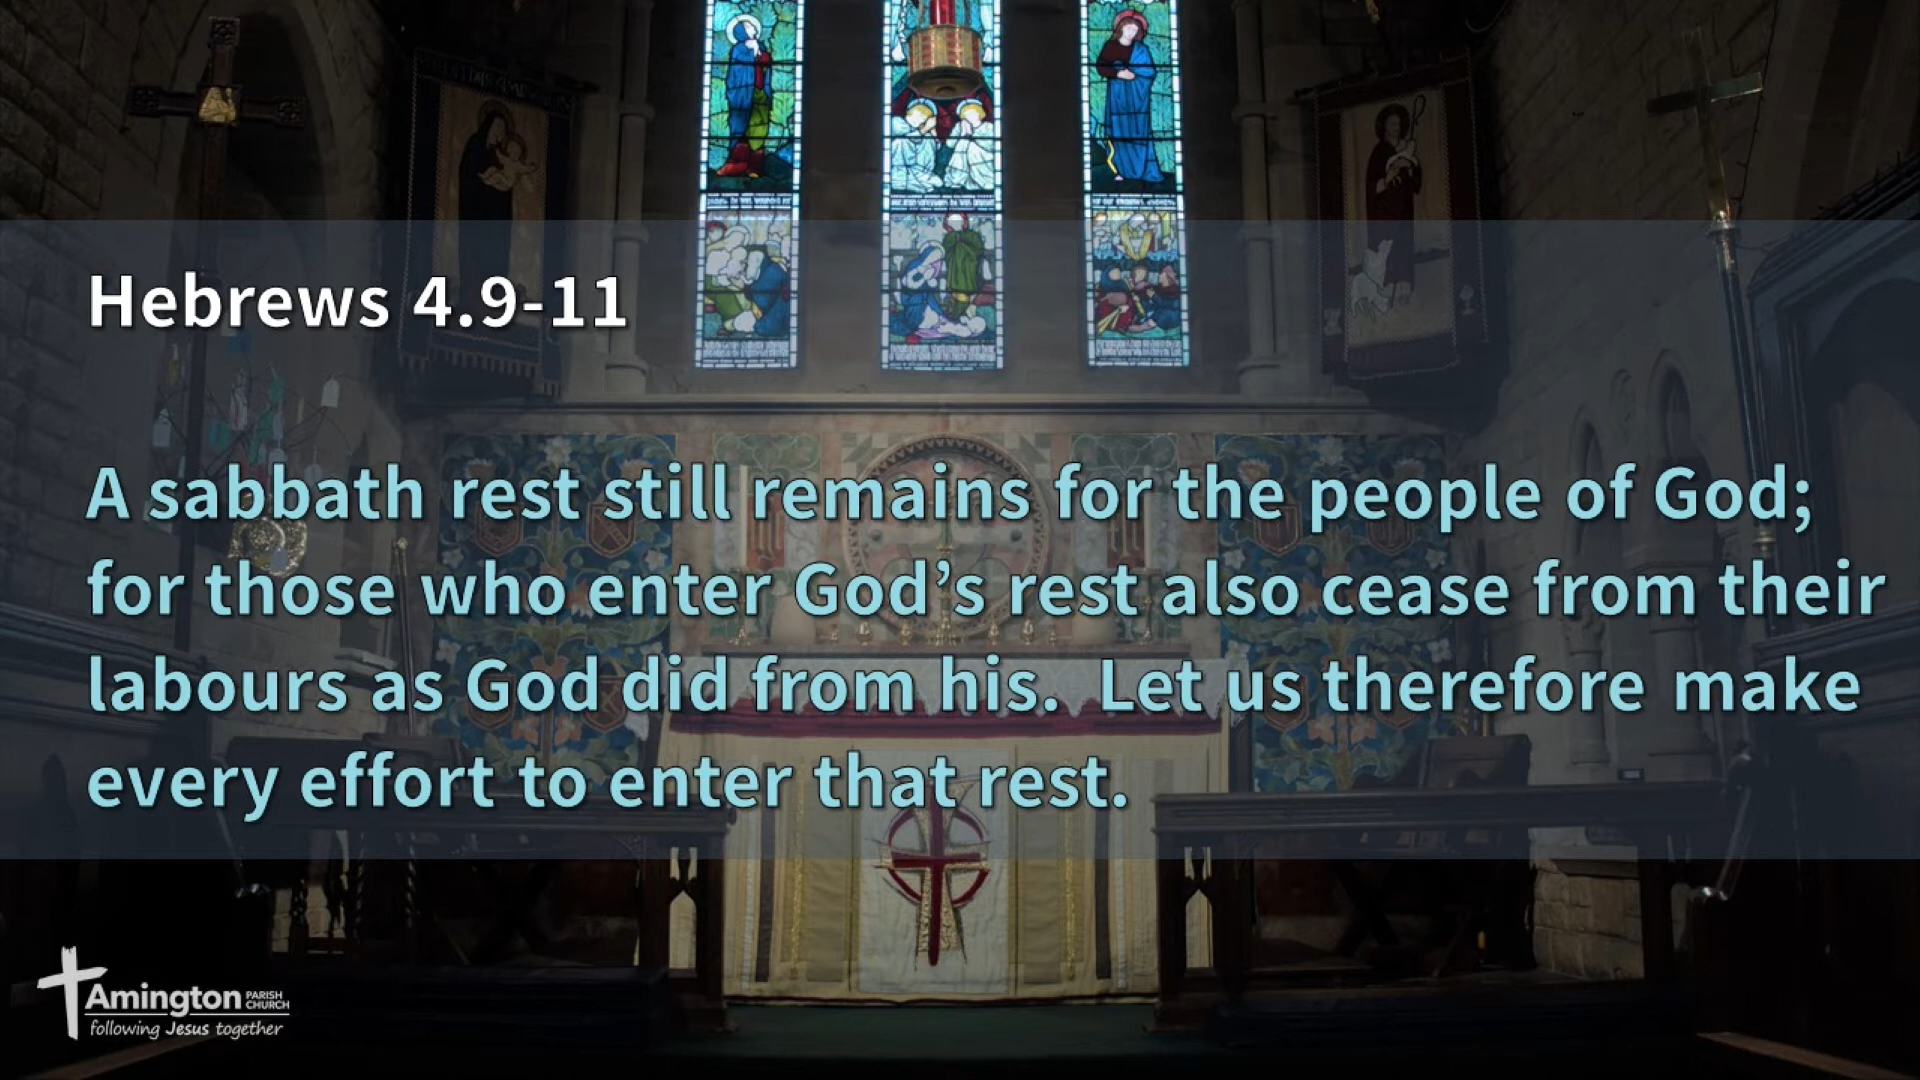 Hebrews 4.9-11
A sabbath rest still remains for the people of God;
for those who enter God’s rest also cease from their
labours as God did from his. Let us therefore make
every effort to enter that rest.
Amington PARISH CHURCH
following Jesus together